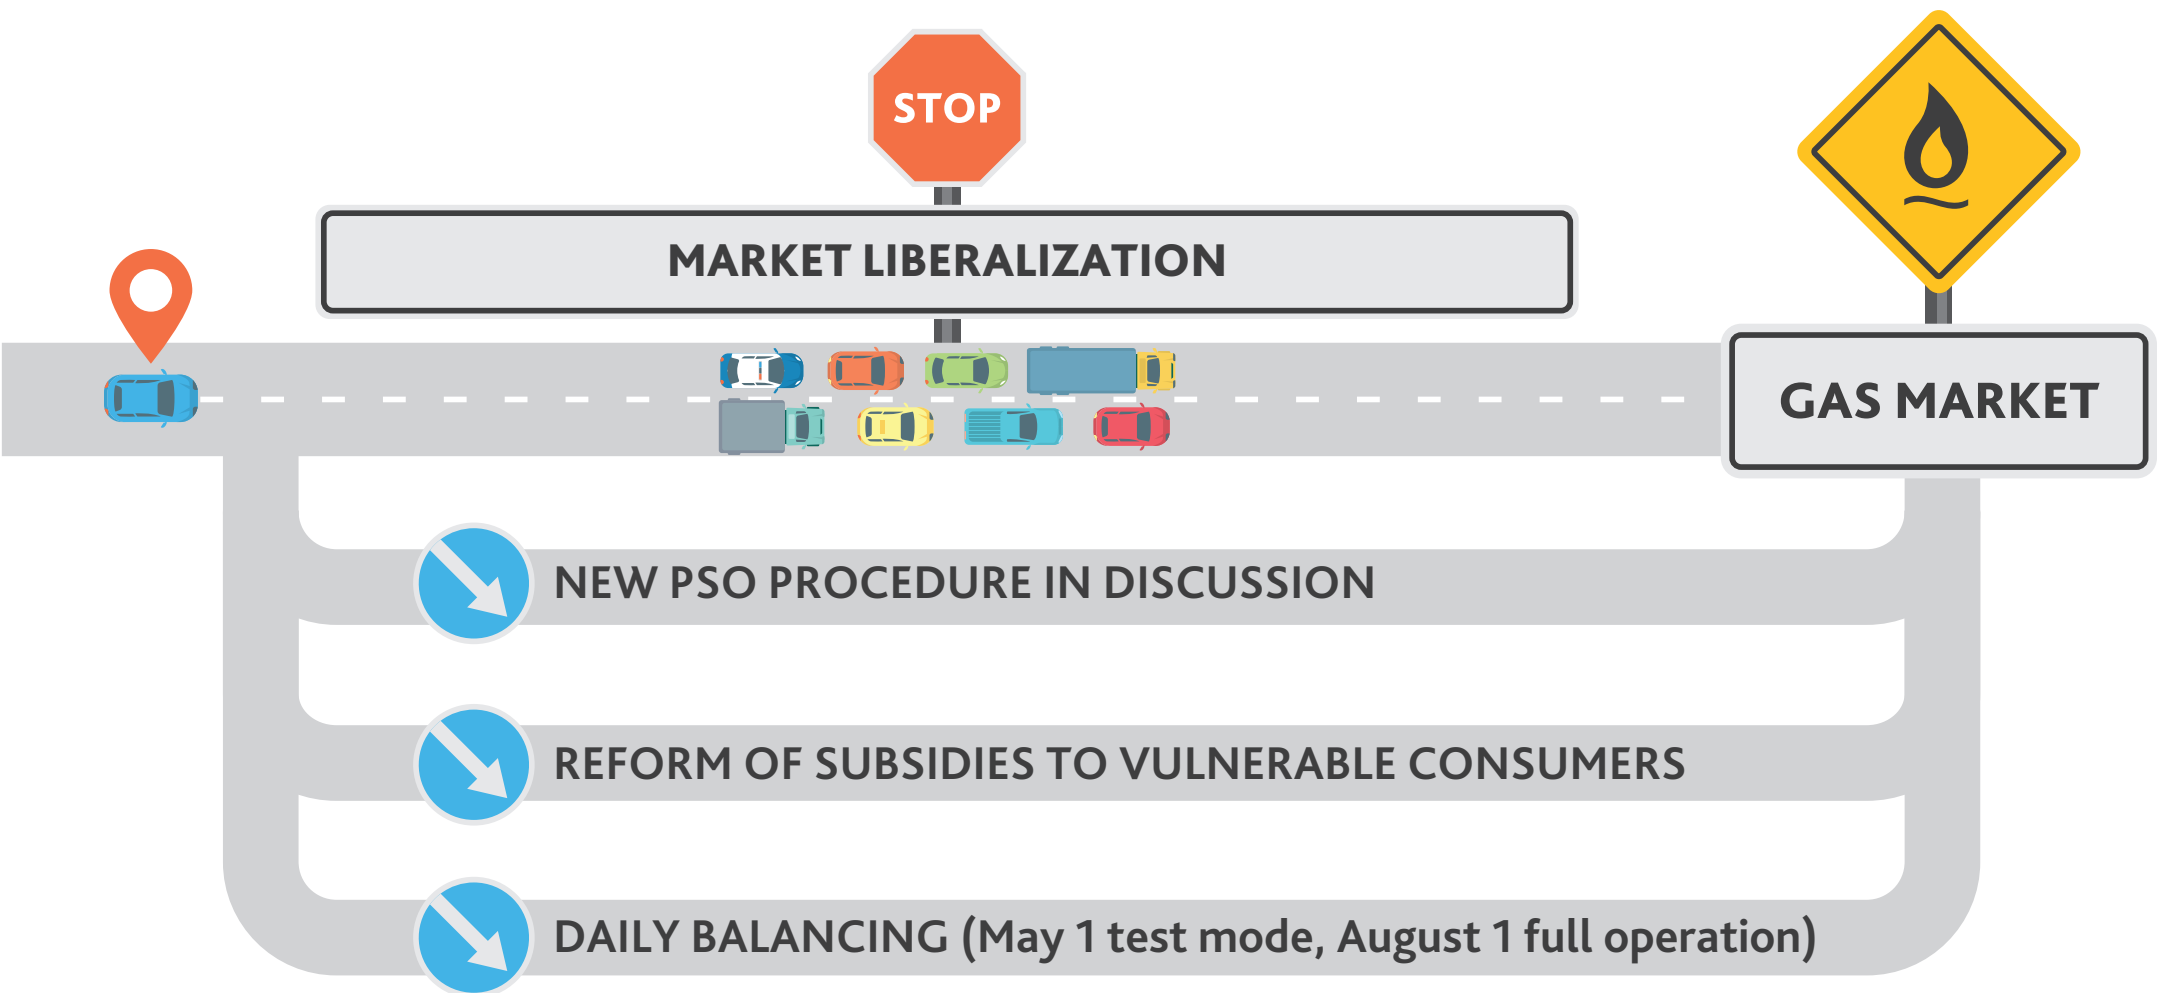 STOP
MARKET LIBERALIZATION
GAS MARKET
NEW PSO PROCEDURE IN DISCUSSION
REFORM OF SUBSIDIES TO VULNERABLE CONSUMERS
DAILY BALANCING (May 1 test mode, August 1 full operation)